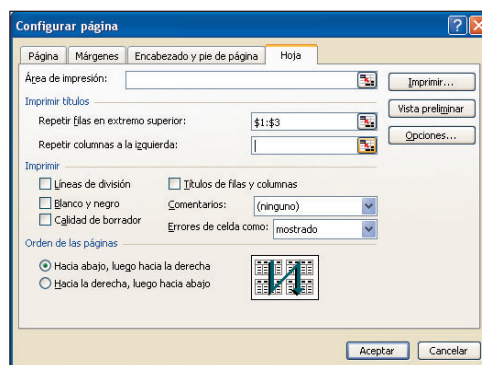 Configurar página
Página Márgenes Encabezado y pie de página Hoja
Área de impresión:
Imprimir...
Imprimir títulos
Vista preliminar
Repetir filas en extremo superior: $1:$3
Opciones...
Repetir columnas a la izquierda:
Imprimir
Líneas de división Títulos de filas y columnas
Blanco y negro Comentarios: (ninguno)
Calidad de borrador Errores de celda como: mostrado
Orden de las páginas
Hacia abajo, luego hacia la derecha
Hacia la derecha, luego hacia abajo
Aceptar Cancelar